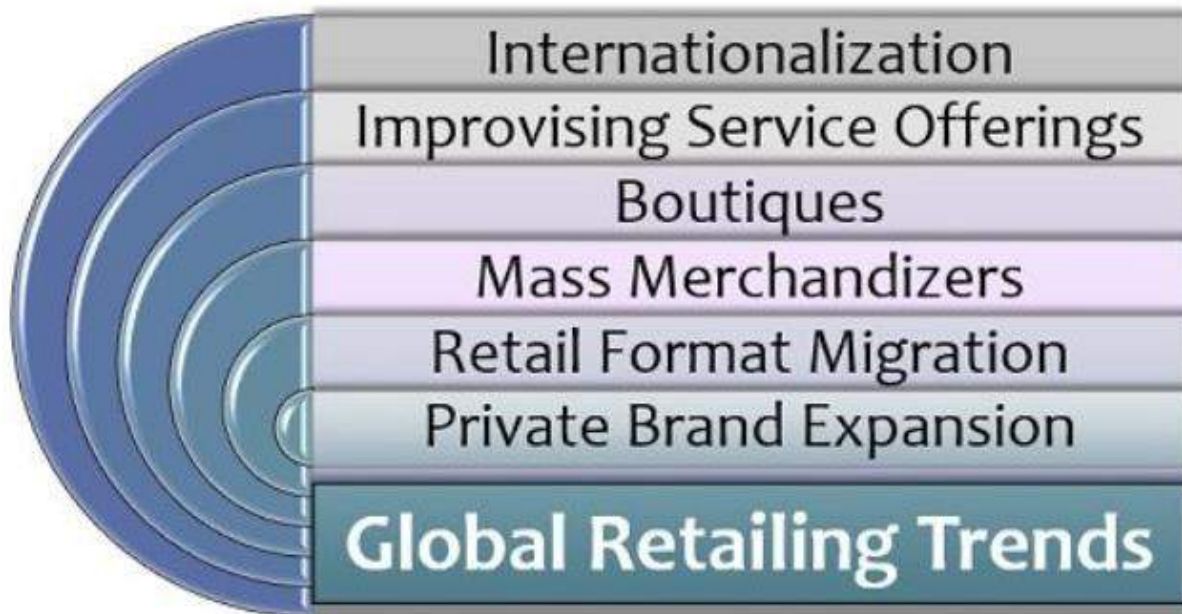 Internationalization
Improvising Service Offerings
Boutiques
Mass Merchandizers
Retail Format Migration
Private Brand Expansion
Global Retailing Trends